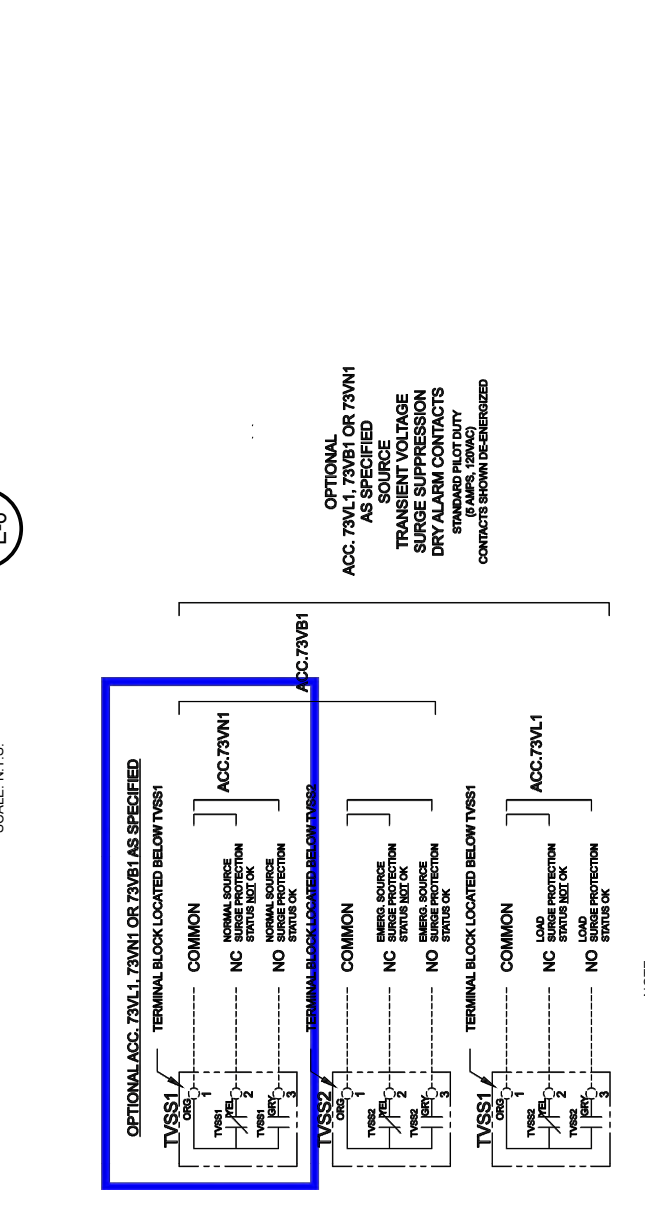 OPTIONAL ACC. 73VL1, 73VN1 OR 73VB1 AS SPECIFIED
TVSS1
TERMINAL BLOCK LOCATED BELOW TVSS1
ORG
1
COMMON
TVSS1
YEL
2
NC
NORMAL SOURCE
SURGE PROTECTION
STATUS NOT OK
TVSS1
GRY
3
NO
NORMAL SOURCE
SURGE PROTECTION
STATUS OK
ACC.73VN1
TVSS2
TERMINAL BLOCK LOCATED BELOW TVSS2
ORG
1
COMMON
TVSS2
YEL
2
NC
EMERG. SOURCE
SURGE PROTECTION
STATUS NOT OK
TVSS2
GRY
3
NO
EMERG. SOURCE
SURGE PROTECTION
STATUS OK
ACC.73VB1
TVSS1
TERMINAL BLOCK LOCATED BELOW TVSS1
ORG
1
COMMON
TVSS2
YEL
2
NC
LOAD
SURGE PROTECTION
STATUS NOT OK
TVSS2
GRY
3
NO
LOAD
SURGE PROTECTION
STATUS OK
ACC.73VL1
OPTIONAL
ACC. 73VL1, 73VB1 OR 73VN1
AS SPECIFIED
SOURCE
TRANSIENT VOLTAGE
SURGE SUPPRESSION
DRY ALARM CONTACTS
STANDARD PILOT DUTY
(5 AMPS, 120VAC)
CONTACTS SHOWN DE-ENERGIZED